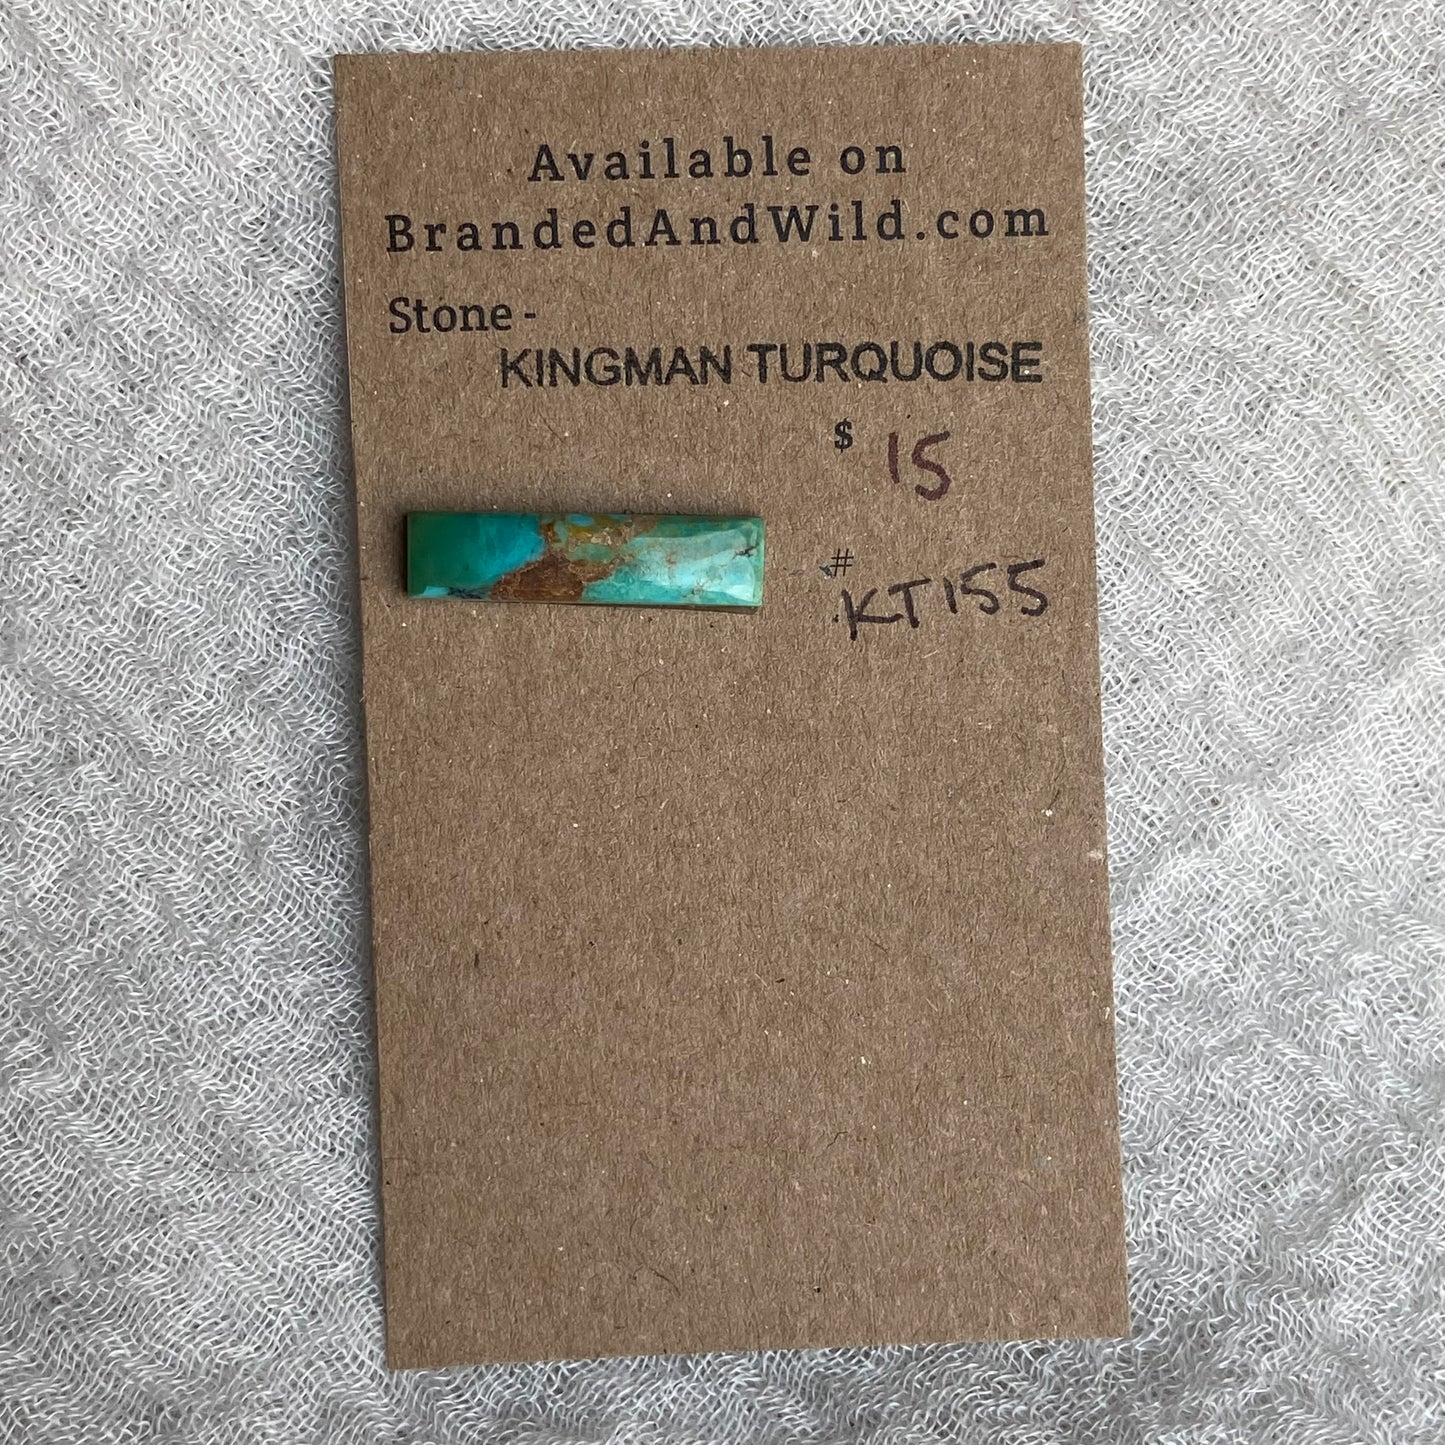 Available on
BrandedAndWild.com
Stone -
KINGMAN TURQUOISE
$ 15
#
KT155